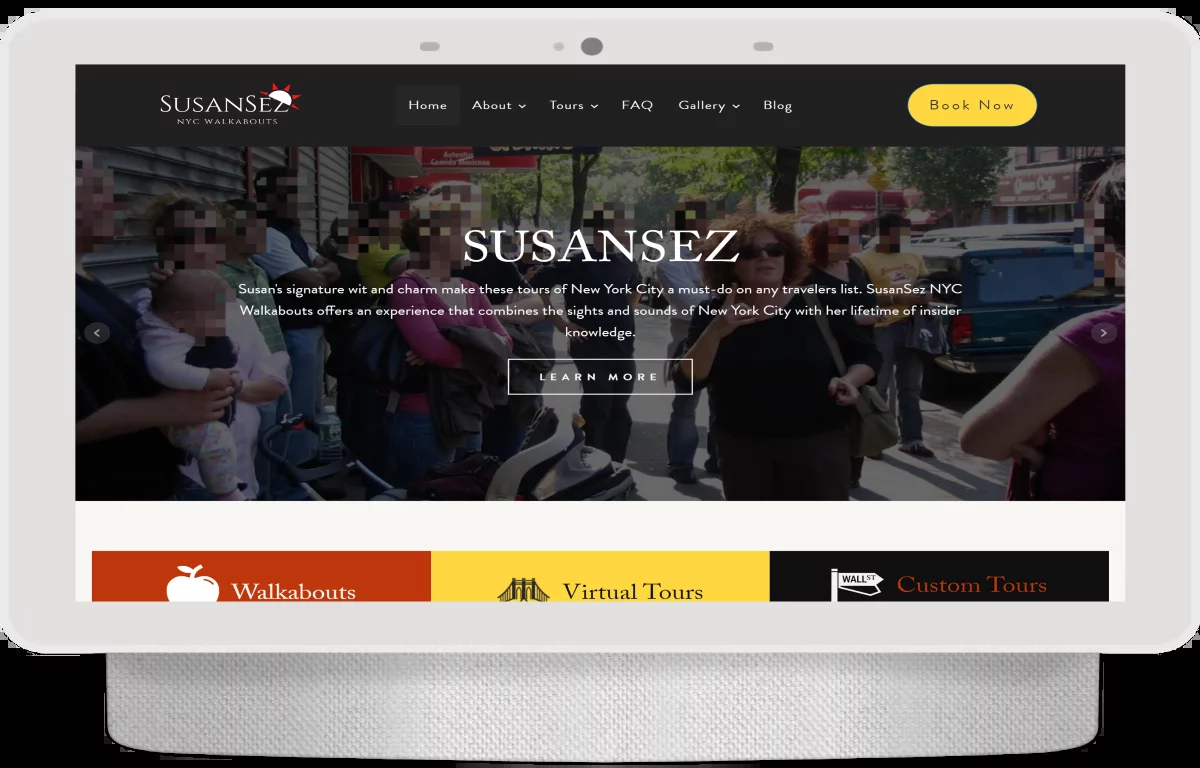 SUSANSEZ
NYC WALKABOUTS
Home About Tours FAQ Gallery Blog
Book Now
Autentica
Comida Mexicana
SUSANSEZ
Susan's signature wit and charm make these tours of New York City a must-do on any travelers list. SusanSez NYC
Walkabouts offers an experience that combines the sights and sounds of New York City with her lifetime of insider
knowledge.
LEARN MORE
Walkabouts
Virtual Tours
WALL ST
Custom Tours